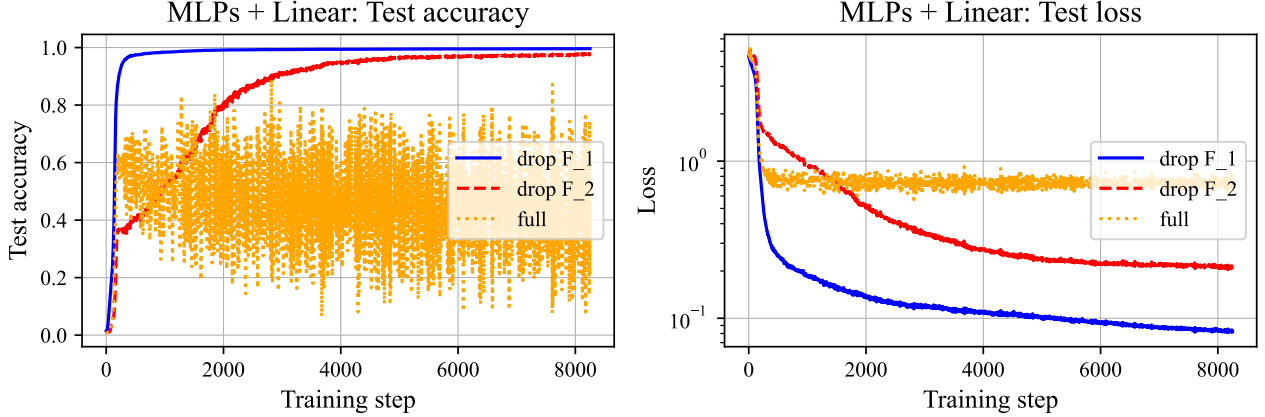 MLPs + Linear: Test accuracy
Test accuracy
1.0
0.8
0.6
0.4
0.2
0.0
drop F_1
drop F_2
full
0 2000 4000 6000 8000
Training step
MLPs + Linear: Test loss
Loss
10^0
10^-1
drop F_1
drop F_2
full
0 2000 4000 6000 8000
Training step